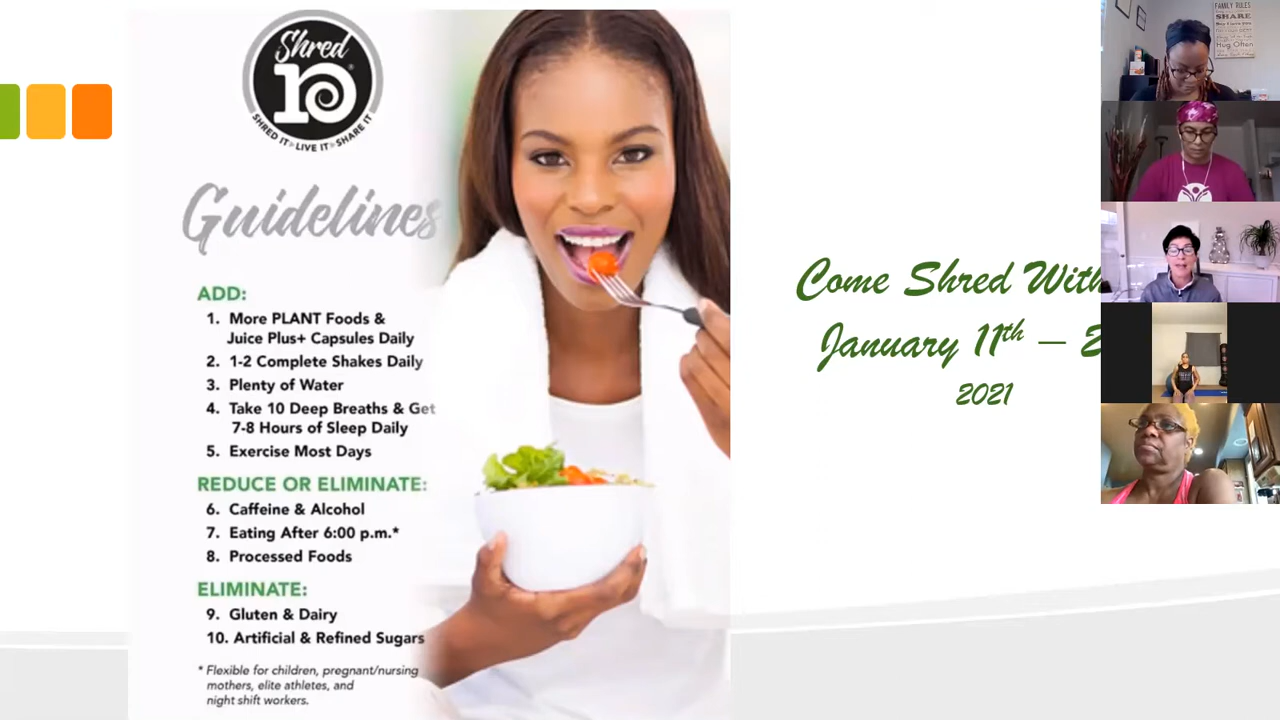 Shred
10
SHRED IT LIVE IT SHARE IT
Guidelines
ADD:
1. More PLANT Foods &
Juice Plus+ Capsules Daily
2. 1-2 Complete Shakes Daily
3. Plenty of Water
4. Take 10 Deep Breaths & Get
7-8 Hours of Sleep Daily
5. Exercise Most Days
REDUCE OR ELIMINATE:
6. Caffeine & Alcohol
7. Eating After 6:00 p.m.*
8. Processed Foods
ELIMINATE:
9. Gluten & Dairy
10. Artificial & Refined Sugars
* Flexible for children, pregnant/nursing
mothers, elite athletes, and
night shift workers.
Come Shred With
January 11th – 2
2021
FAMILY RULES
SHARE
Hug Often